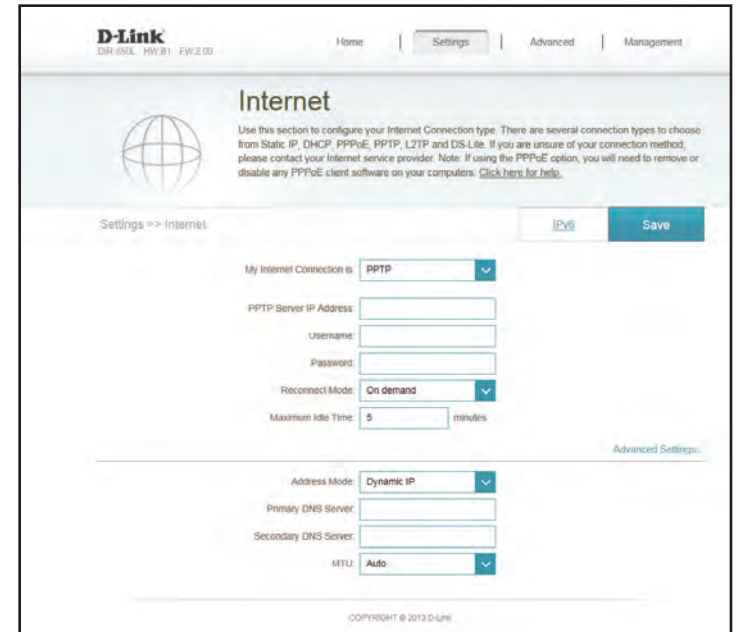 D-Link
DIR-850L HW:B1 FW:2.00
Home | Settings | Advanced | Management
Internet
Use this section to configure your Internet Connection type. There are several connection types to choose
from Static IP, DHCP, PPPoE, PPTP, L2TP and DS-Lite. If you are unsure of your connection method,
please contact your Internet service provider. Note: If using the PPPoE option, you will need to remove or
disable any PPPoE client software on your computers. Click here for help.
Settings >> Internet
IPv6
Save
My Internet Connection is: PPTP
PPTP Server IP Address:
Username:
Password:
Reconnect Mode: On demand
Maximum Idle Time: 5 minutes
Advanced Settings...
Address Mode: Dynamic IP
Primary DNS Server:
Secondary DNS Server:
MTU: Auto
COPYRIGHT © 2013 D-Link